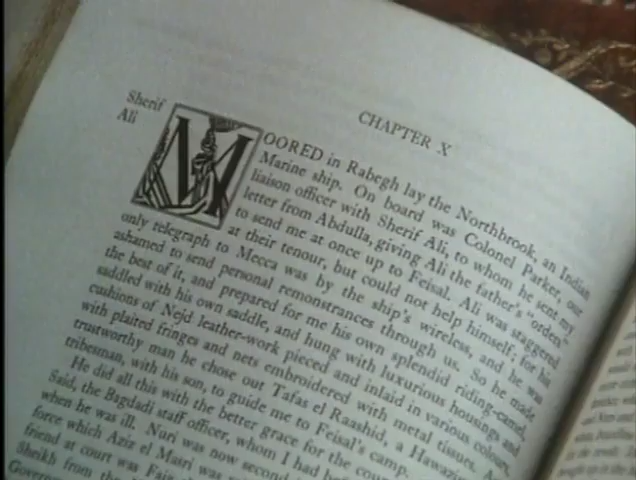 CHAPTER X
Sherif
Ali
MOORED in Rabegh lay the Northbrook, an Indian
Marine ship. On board was Colonel Parker, our
liaison officer with Sherif Ali, to whom he sent my
letter from Abdulla, giving Ali the father's "orders"
to send me at once up to Feisal. Ali was staggered
at their tenour, but could not help himself; for his
only telegraph to Mecca was by the ship's wireless, and he was
ashamed to send personal remonstrances through us. So he made
the best of it, and prepared for me his own splendid riding-camel,
saddled with his own saddle, and hung with luxurious housings and
cushions of Nejd leather-work pieced and inlaid in various colours,
with plaited fringes and nets embroidered with metal tissues. As
trustworthy man he chose out Tafas el Raashid, a Hawazim
tribesman, with his son, to guide me to Feisal's camp.
He did all this with the better grace for the
Said, the Bagdadi staff officer, whom I had
when he was ill. Nuri was now second
force which Aziz el Masri was
friend at court was
Sheikh from the